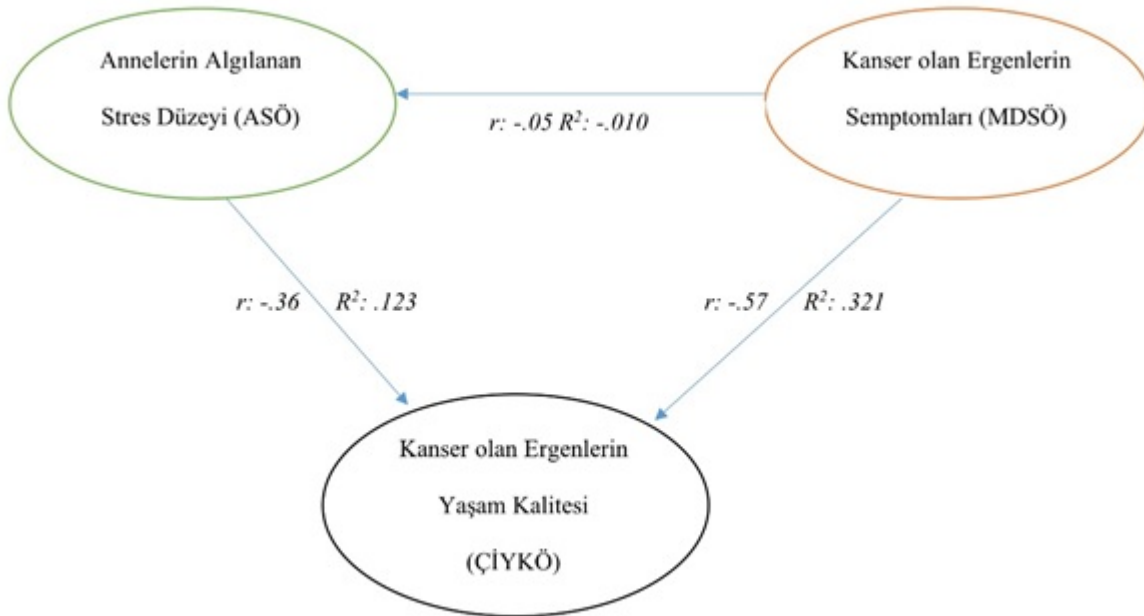 Annelerin Algılanan
Stres Düzeyi (ASÖ)
Kanser olan Ergenlerin
Semptomları (MDSÖ)
r: -.05 R²: -.010
r: -.36 R²: .123
r: -.57 R²: .321
Kanser olan Ergenlerin
Yaşam Kalitesi
(ÇİYKÖ)